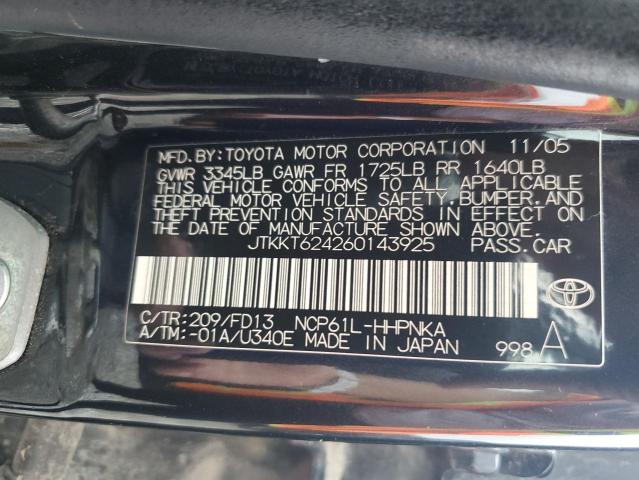 MFD.BY:TOYOTA MOTOR CORPORATION 11/05
GVWR 3345LB GAWR FR 1725LB RR 1640LB
THIS VEHICLE CONFORMS TO ALL APPLICABLE
FEDERAL MOTOR VEHICLE SAFETY,BUMPER,AND
THEFT PREVENTION STANDARDS IN EFFECT ON
THE DATE OF MANUFACTURE SHOWN ABOVE.
JTKKT624260143925 PASS.CAR
C/TR:209/FD13 NCP61L-HHPNKA
A/TM:-01A/U340E MADE IN JAPAN 998 A